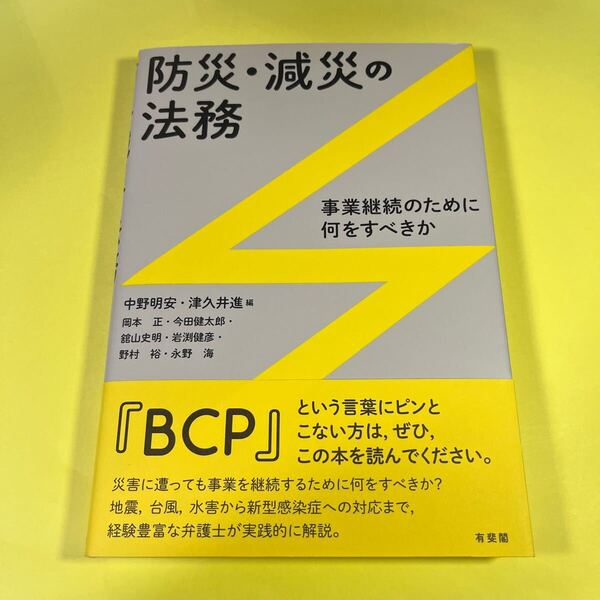 防災・減災の
法務
事業継続のために
何をすべきか
中野明安・津久井進 編
岡本 正・今田健太郎・
舘山史明・岩渕健彦・
野村 裕・永野 海
『BCP』
という言葉にピンと
こない方は，ぜひ，
この本を読んでください。
災害に遭っても事業を継続するために何をすべきか？
地震，台風，水害から新型感染症への対応まで，
経験豊富な弁護士が実践的に解説。
有斐閣